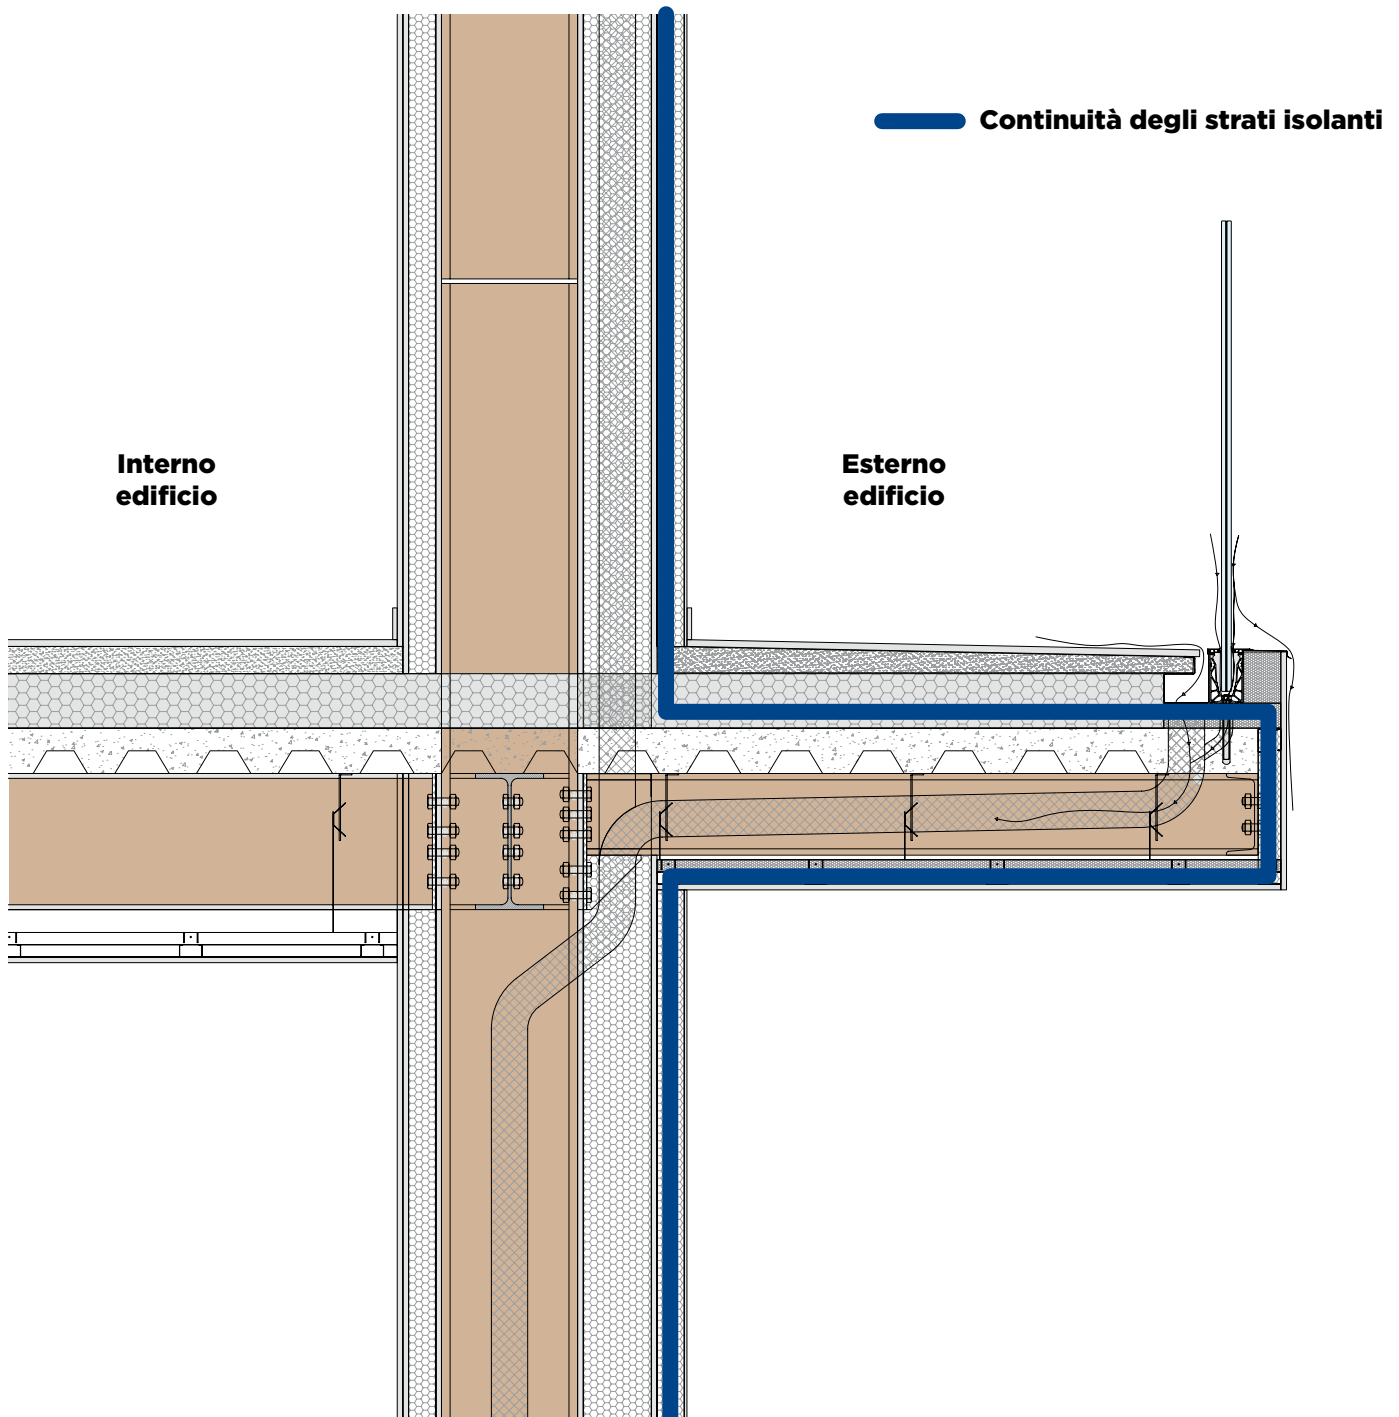 Continuità degli strati isolanti
Interno
edificio
Esterno
edificio